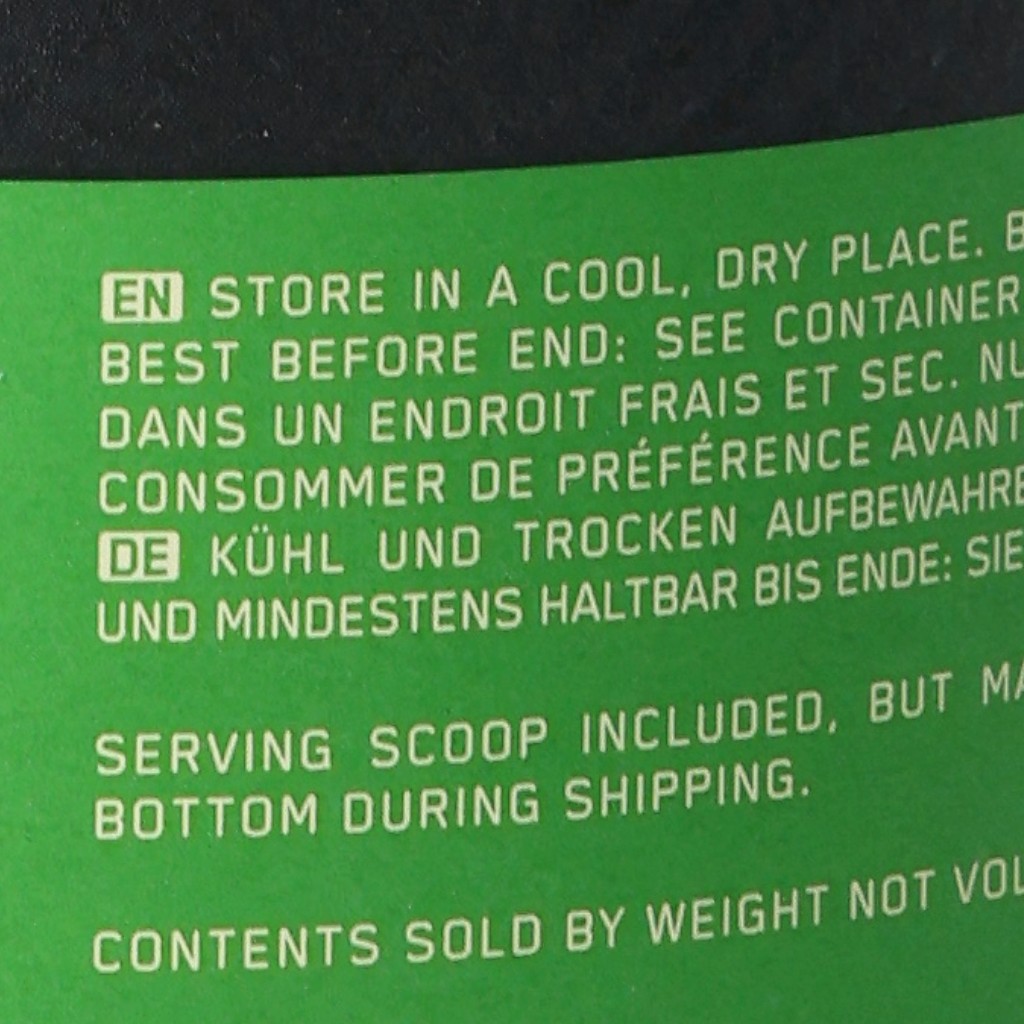 EN STORE IN A COOL, DRY PLACE.
BEST BEFORE END: SEE CONTAINER
DANS UN ENDROIT FRAIS ET SEC.
CONSOMMER DE PRÉFÉRENCE AVANT
DE KÜHL UND TROCKEN
UND MINDESTENS HALTBAR BIS ENDE:
SERVING SCOOP INCLUDED, BUT
BOTTOM DURING SHIPPING.
CONTENTS SOLD BY WEIGHT NOT